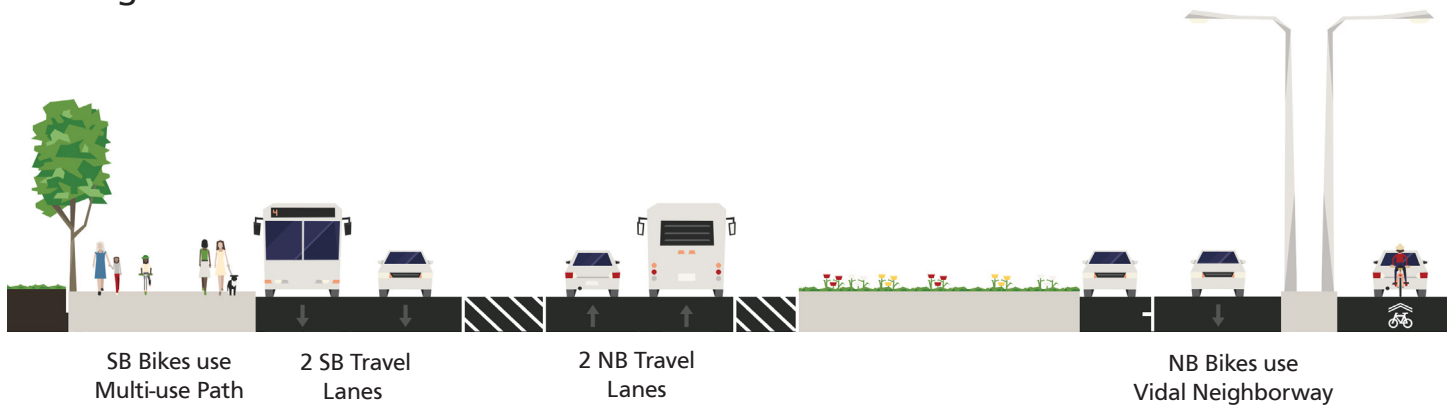 4
SB Bikes use
Multi-use Path
2 SB Travel
Lanes
2 NB Travel
Lanes
NB Bikes use
Vidal Neighborway